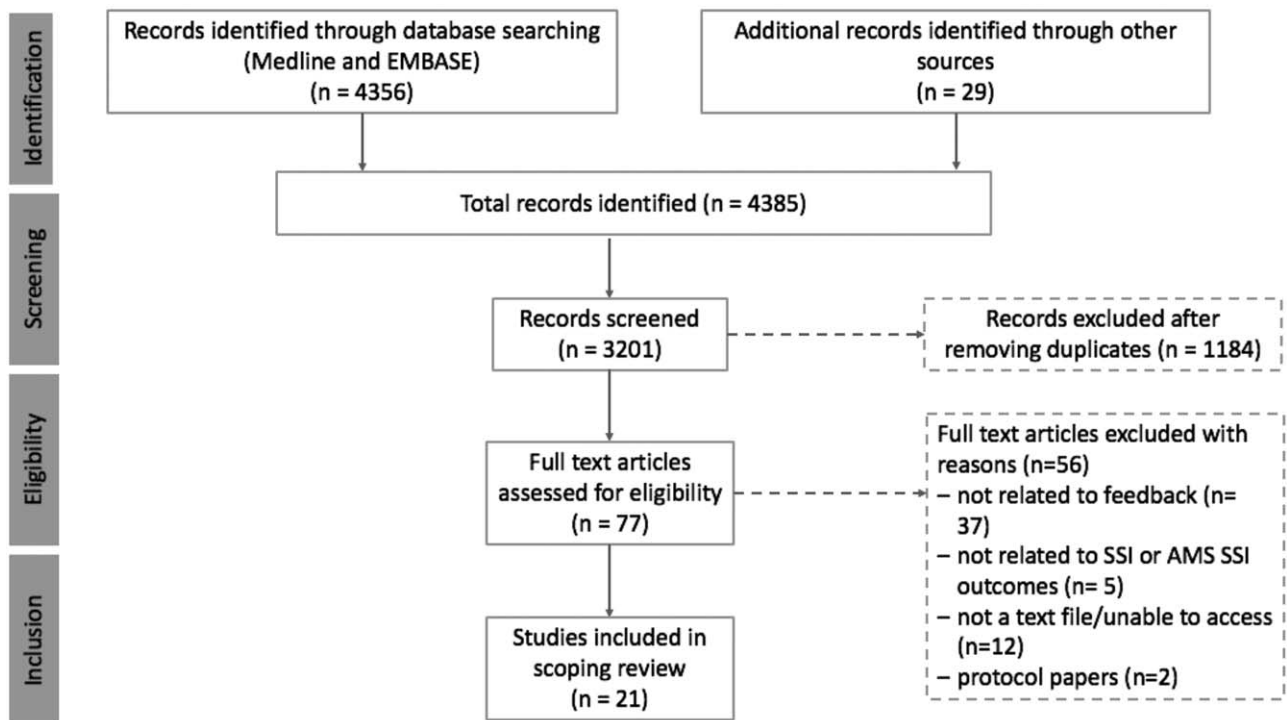 Identification
Records identified through database searching
(Medline and EMBASE)
(n = 4356)
Additional records identified through other
sources
(n = 29)
Screening
Total records identified (n = 4385)
Records screened
(n = 3201)
Records excluded after
removing duplicates (n = 1184)
Eligibility
Full text articles
assessed for eligibility
(n = 77)
Full text articles excluded with
reasons (n=56)
– not related to feedback (n=
37)
– not related to SSI or AMS SSI
outcomes (n= 5)
– not a text file/unable to access
(n=12)
– protocol papers (n=2)
Inclusion
Studies included in
scoping review
(n = 21)